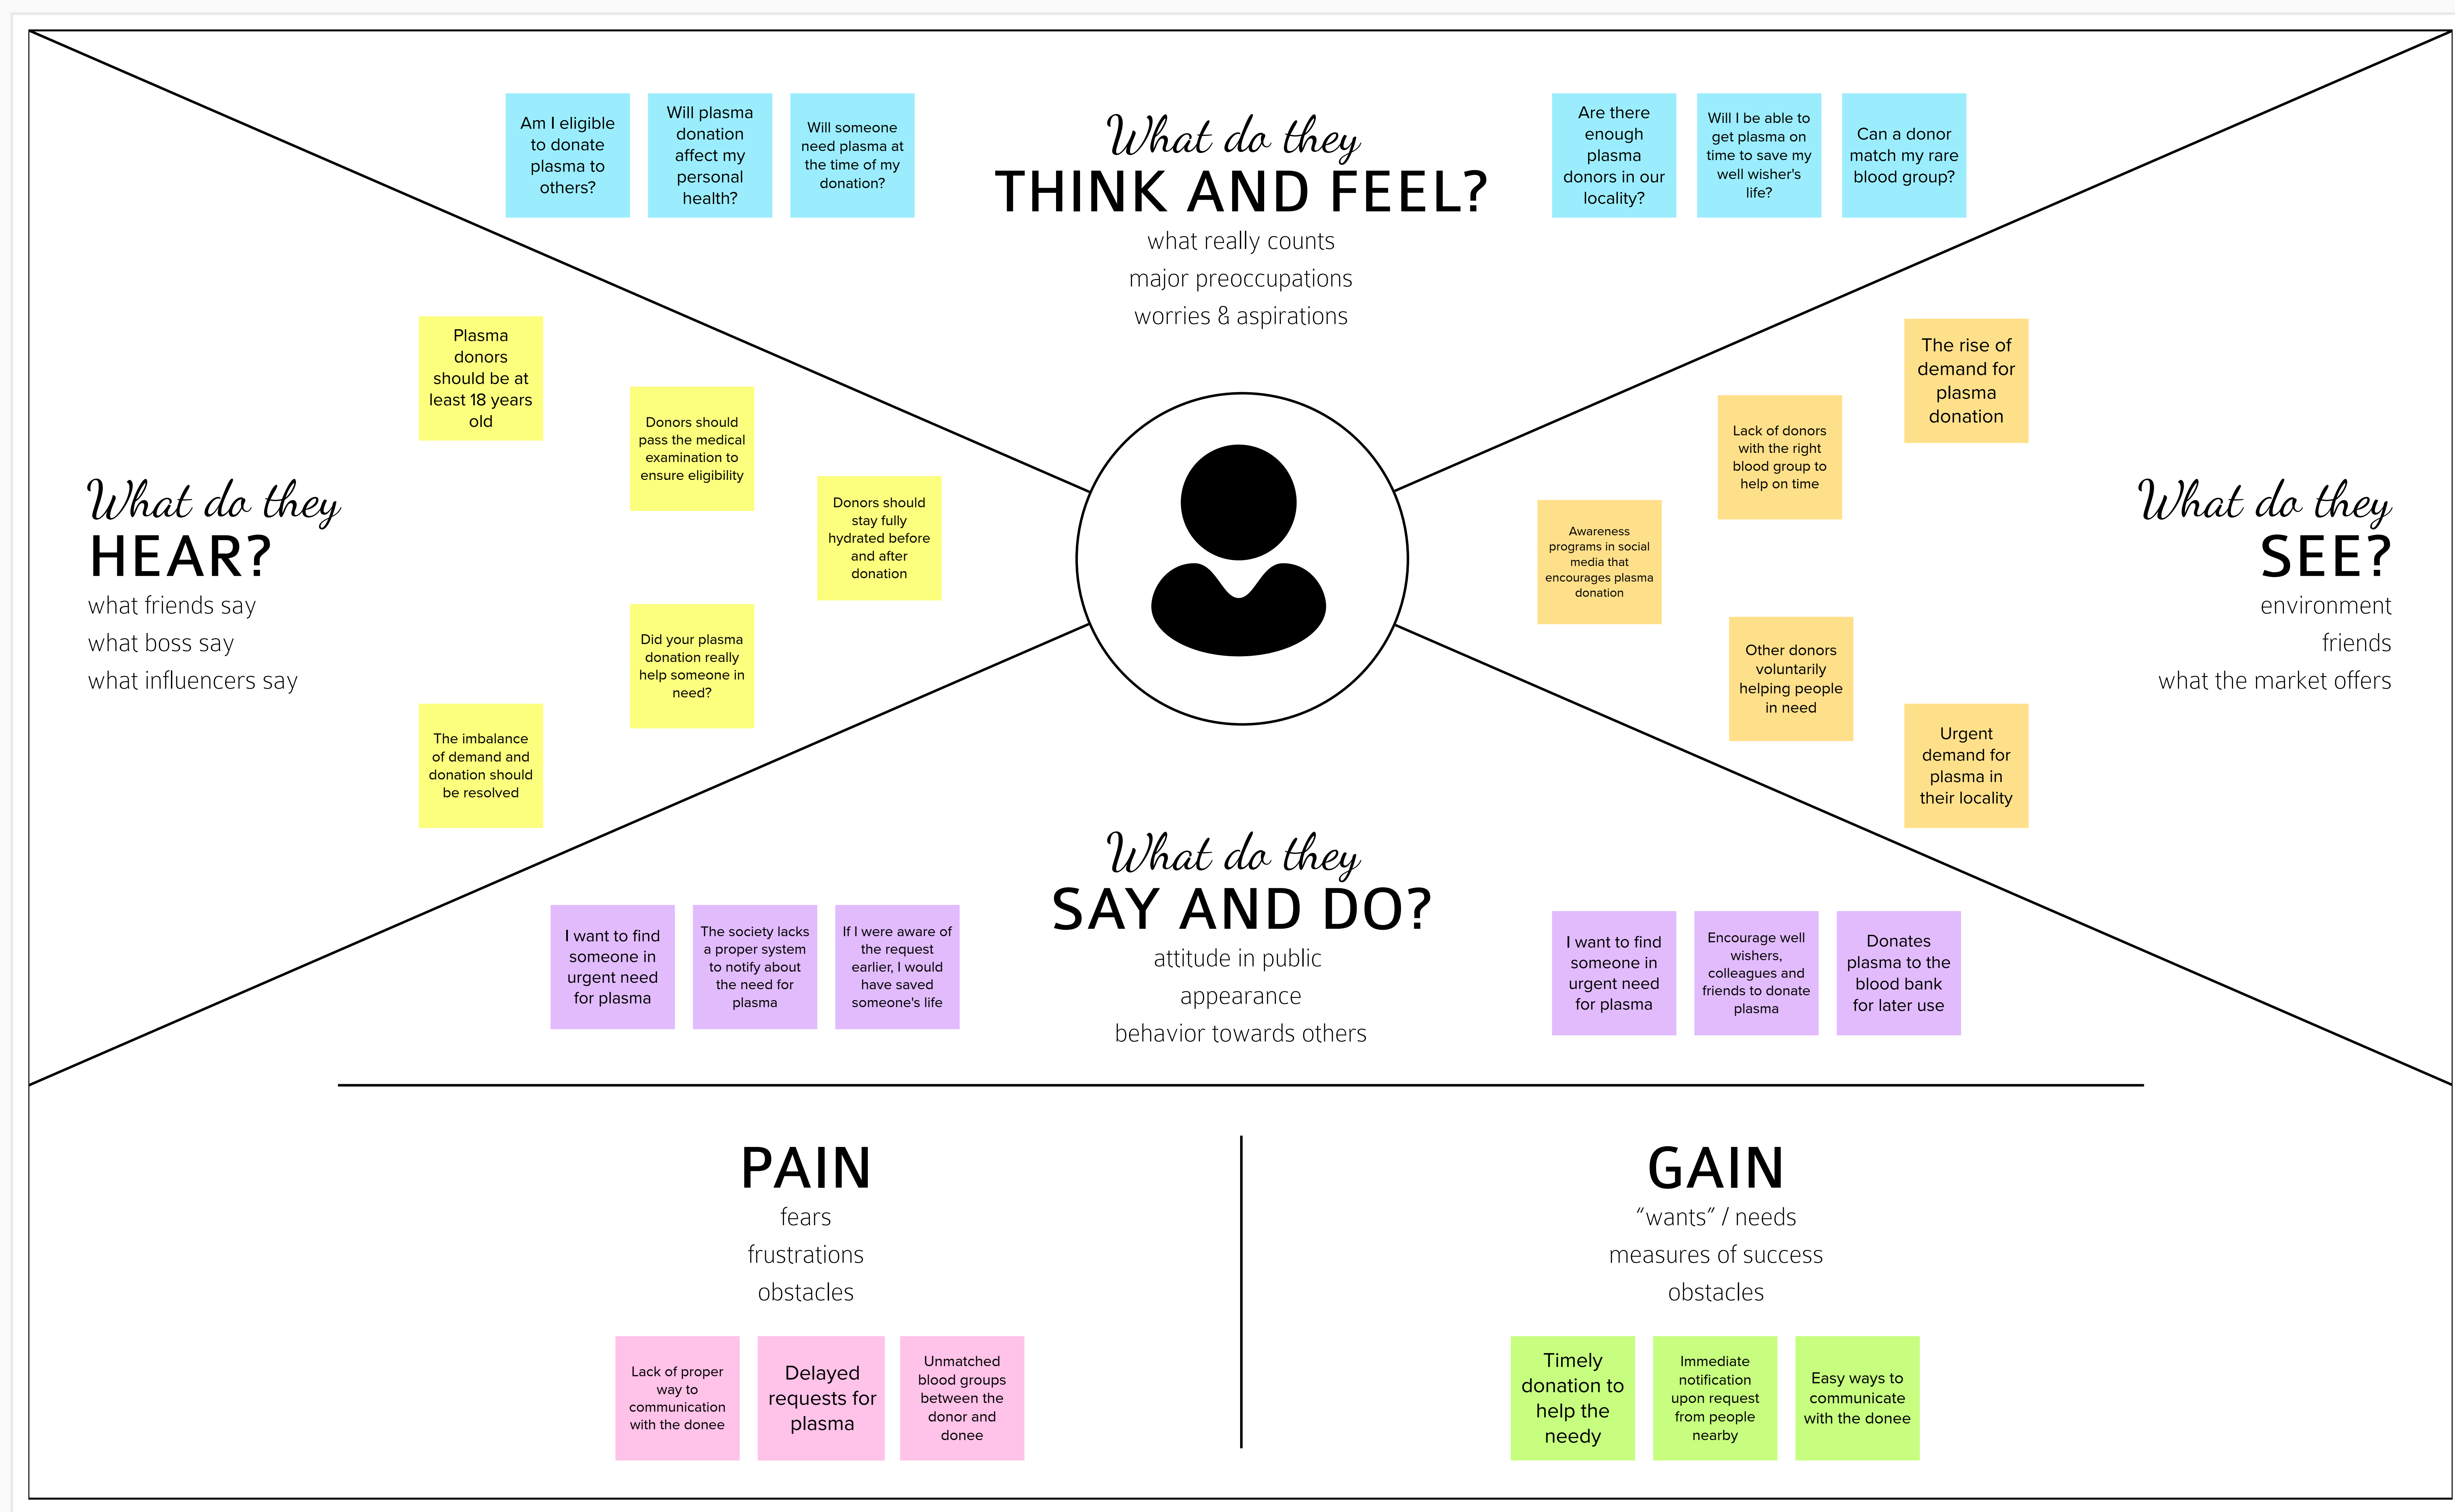 Am I eligible
to donate
plasma to
others?
Will plasma
donation
affect my
personal
health?
Will someone
need plasma at
the time of my
donation?
What do they
THINK AND FEEL?
what really counts
major preoccupations
worries & aspirations
Are there
enough
plasma
donors in our
locality?
Will I be able to
get plasma on
time to save my
well wisher's
life?
Can a donor
match my rare
blood group?
What do they
HEAR?
what friends say
what boss say
what influencers say
Plasma
donors
should be at
least 18 years
old
Donors should
pass the medical
examination to
ensure eligibility
Donors should
stay fully
hydrated before
and after
donation
Did your plasma
donation really
help someone in
need?
The imbalance
of demand and
donation should
be resolved
The rise of
demand for
plasma
donation
Lack of donors
with the right
blood group to
help on time
Awareness
programs in social
media that
encourages plasma
donation
Other donors
voluntarily
helping people
in need
Urgent
demand for
plasma in
their locality
What do they
SEE?
environment
friends
what the market offers
I want to find
someone in
urgent need
for plasma
The society lacks
a proper system
to notify about
the need for
plasma
If I were aware of
the request
earlier, I would
have saved
someone's life
What do they
SAY AND DO?
attitude in public
appearance
behavior towards others
I want to find
someone in
urgent need
for plasma
Encourage well
wishers,
colleagues and
friends to donate
plasma
Donates
plasma to the
blood bank
for later use
PAIN
fears
frustrations
obstacles
Lack of proper
way to
communication
with the donee
Delayed
requests for
plasma
Unmatched
blood groups
between the
donor and
donee
GAIN
“wants” / needs
measures of success
obstacles
Timely
donation to
help the
needy
Immediate
notification
upon request
from people
nearby
Easy ways to
communicate
with the donee